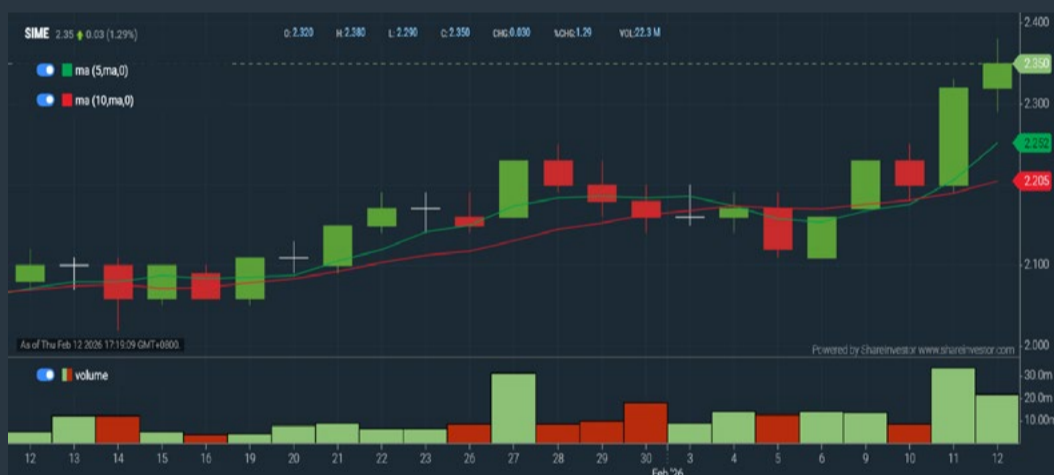 SIME 2.35 0.03 (1.29%) O:2.320 H:2.380 L:2.290 C:2.350 CHG:0.030 %CHG:1.29 VOL:22.3 M
ma (5,ma,0)
ma (10,ma,0)
2.400
2.350
2.300
2.252
2.205
2.100
2.000
As of Thu Feb 12 2026 17:19:09 GMT+0800.
Powered by ShareInvestor www.shareinvestor.com
volume
30.0m
20.0m
10.00m
12 13 14 15 16 19 20 21 22 23 26 27 28 29 30 3 4 5 6 9 10 11 12
Feb '26